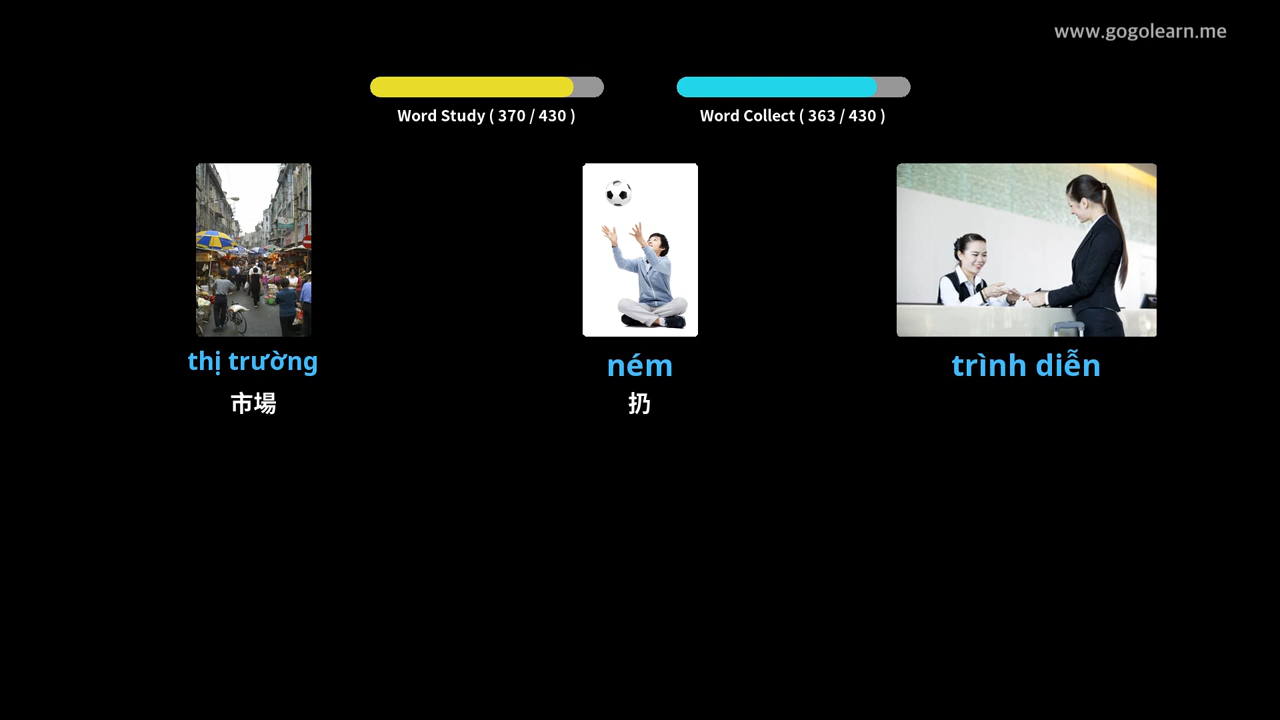 www.gogolearn.me
Word Study ( 370 / 430 )
Word Collect ( 363 / 430 )
thị trường
ném
trình diễn
市場
扔